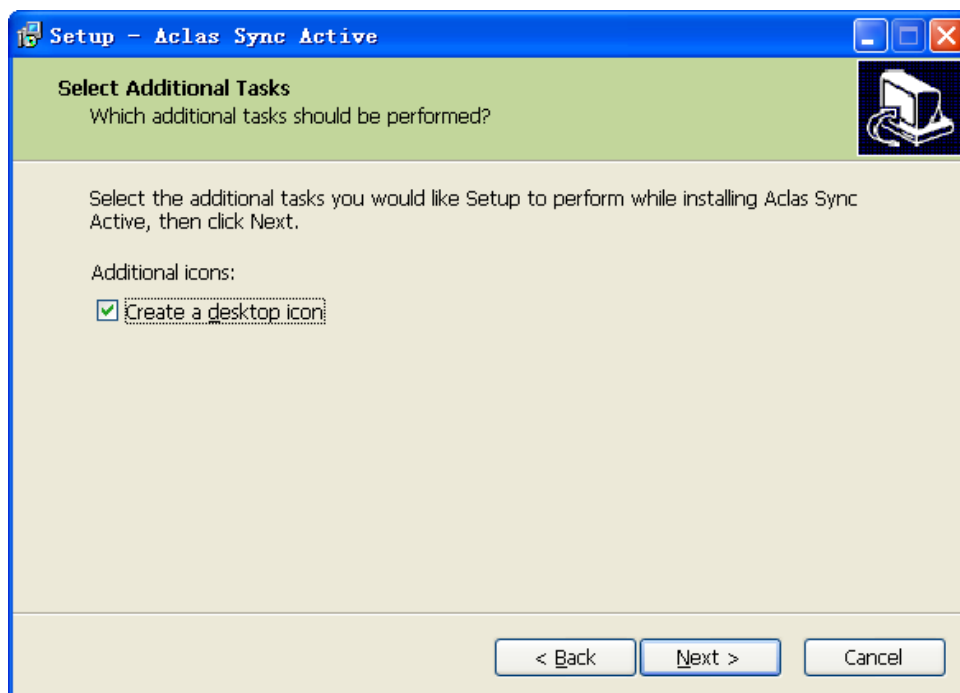 Setup - Aclas Sync Active
Select Additional Tasks
Which additional tasks should be performed?
Select the additional tasks you would like Setup to perform while installing Aclas Sync
Active, then click Next.
Additional icons:
Create a desktop icon
< Back Next > Cancel